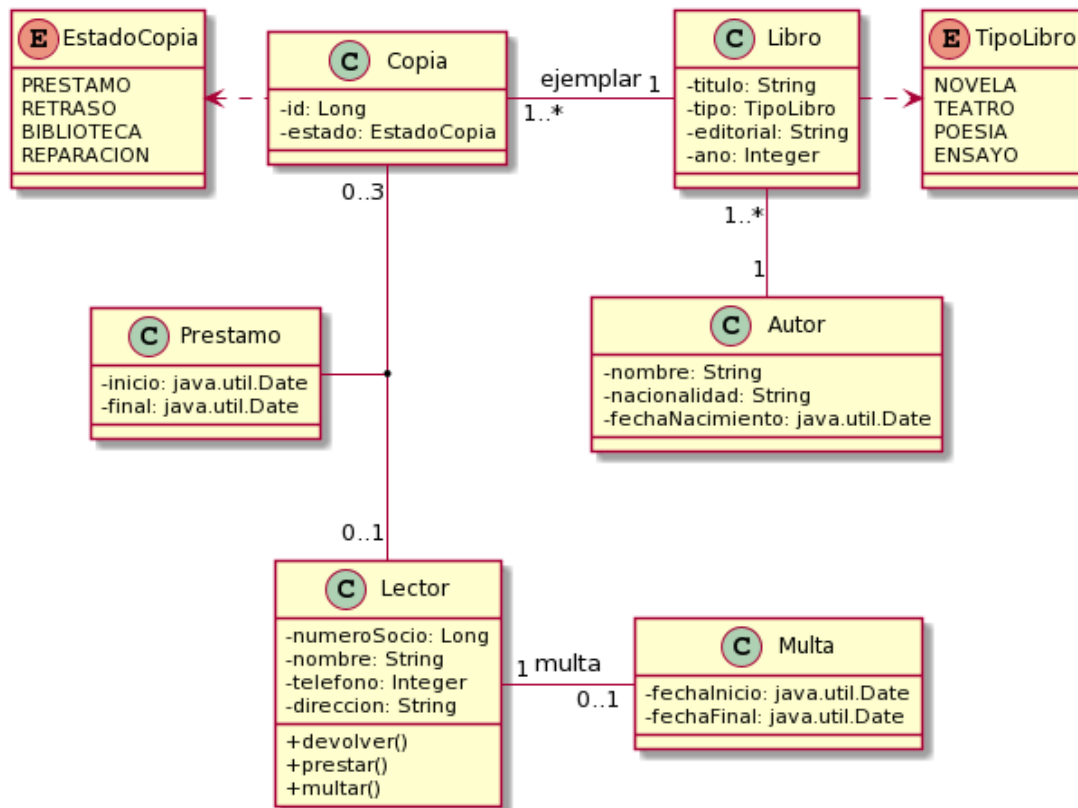 E EstadoCopia
PRESTAMO
RETRASO
BIBLIOTECA
REPARACION
C Copia
-id: Long
-estado: EstadoCopia
ejemplar
1..*
1
C Libro
-titulo: String
-tipo: TipoLibro
-editorial: String
-ano: Integer
E TipoLibro
NOVELA
TEATRO
POESIA
ENSAYO
0..3
1..*
1
C Prestamo
-inicio: java.util.Date
-final: java.util.Date
C Autor
-nombre: String
-nacionalidad: String
-fechaNacimiento: java.util.Date
0..1
C Lector
-numeroSocio: Long
-nombre: String
-telefono: Integer
-direccion: String
+devolver()
+prestar()
+multar()
1 multa
0..1
C Multa
-fechaInicio: java.util.Date
-fechaFinal: java.util.Date